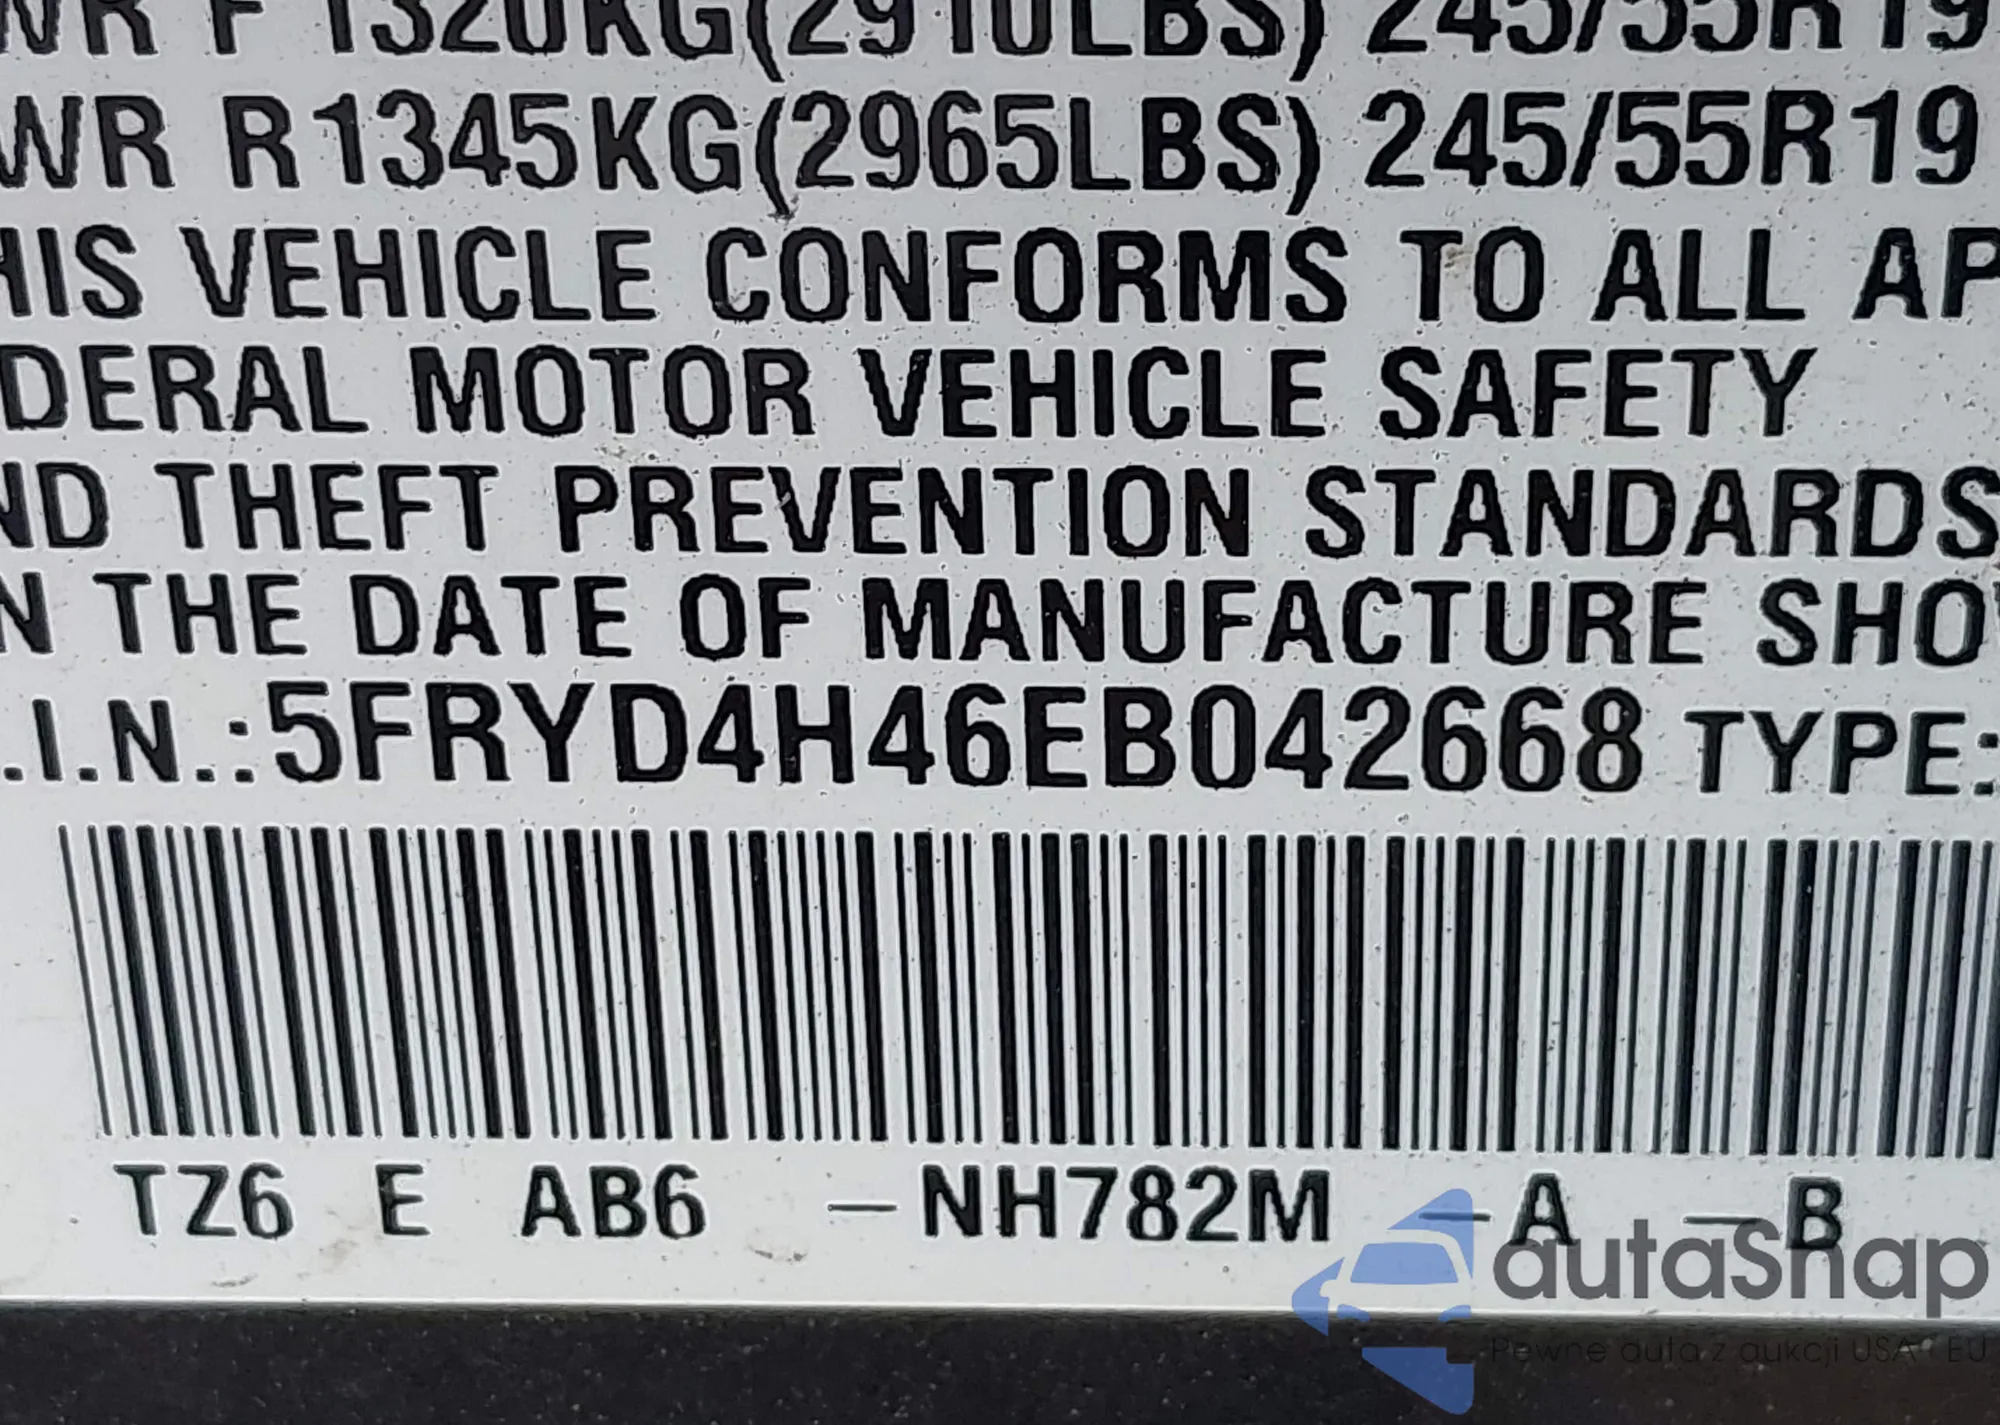 WR F 1320KG(2910LBS) 245/55R19
WR R1345KG(2965LBS) 245/55R19
HIS VEHICLE CONFORMS TO ALL AP
DERAL MOTOR VEHICLE SAFETY
ND THEFT PREVENTION STANDARDS
N THE DATE OF MANUFACTURE SHOW
.I.N.:5FRYD4H46EB042668 TYPE:
TZ6 E AB6 –NH782M –A –B
autaSnap
Pewne auta z aukcji USA i EU